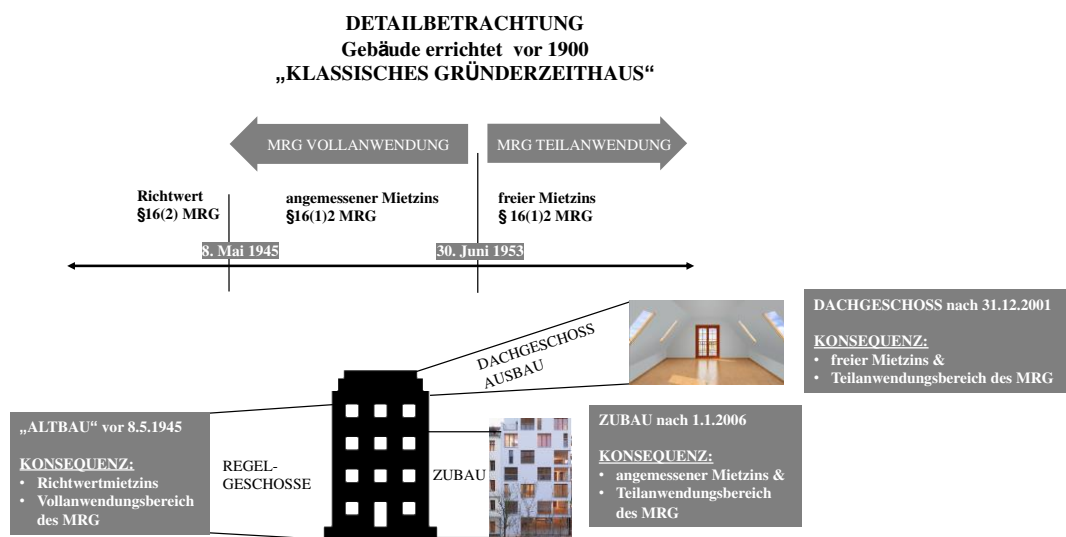 DETAILBETRACHTUNG
Gebäude errichtet vor 1900
„KLASSISCHES GRÜNDERZEITHAUS“
MRG VOLLANWENDUNG
MRG TEILANWENDUNG
Richtwert
§16(2) MRG
angemessener Mietzins
§16(1)2 MRG
freier Mietzins
§ 16(1)2 MRG
8. Mai 1945
30. Juni 1953
DACHGESCHOSS nach 31.12.2001
KONSEQUENZ:
• freier Mietzins &
• Teilanwendungsbereich des MRG
DACHGESCHOSS
AUSBAU
„ALTBAU“ vor 8.5.1945
KONSEQUENZ:
• Richtwertmietzins
• Vollanwendungsbereich
des MRG
REGEL-
GESCHOSSE
ZUBAU
ZUBAU nach 1.1.2006
KONSEQUENZ:
• angemessener Mietzins &
• Teilanwendungsbereich
des MRG